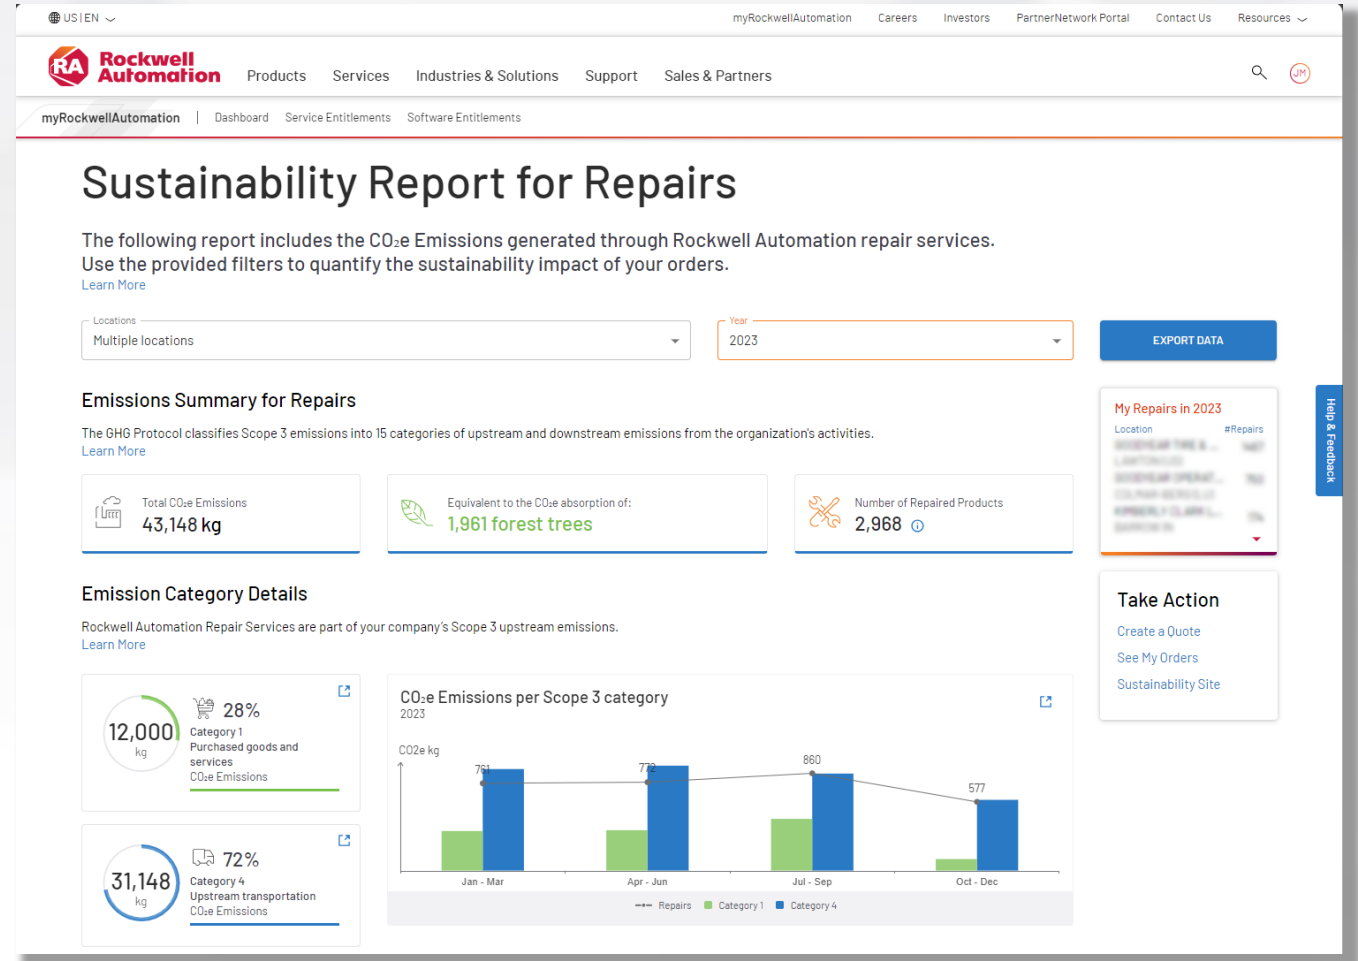 US | EN
myRockwellAutomation Careers Investors PartnerNetwork Portal Contact Us Resources
RA Rockwell Automation
Products Services Industries & Solutions Support Sales & Partners
JM
myRockwellAutomation | Dashboard Service Entitlements Software Entitlements
Sustainability Report for Repairs
The following report includes the CO₂e Emissions generated through Rockwell Automation repair services.
Use the provided filters to quantify the sustainability impact of your orders.
Learn More
Locations
Multiple locations
Year
2023
EXPORT DATA
Emissions Summary for Repairs
The GHG Protocol classifies Scope 3 emissions into 15 categories of upstream and downstream emissions from the organization's activities.
Learn More
Total CO₂e Emissions
43,148 kg
Equivalent to the CO₂e absorption of:
1,961 forest trees
Number of Repaired Products
2,968
My Repairs in 2023
Location #Repairs
Help & Feedback
Emission Category Details
Rockwell Automation Repair Services are part of your company's Scope 3 upstream emissions.
Learn More
Take Action
Create a Quote
See My Orders
Sustainability Site
12,000
kg
28%
Category 1
Purchased goods and
services
CO₂e Emissions
31,148
kg
72%
Category 4
Upstream transportation
CO₂e Emissions
CO₂e Emissions per Scope 3 category
2023
CO2e kg
761 772 860 577
Jan - Mar Apr - Jun Jul - Sep Oct - Dec
Repairs Category 1 Category 4